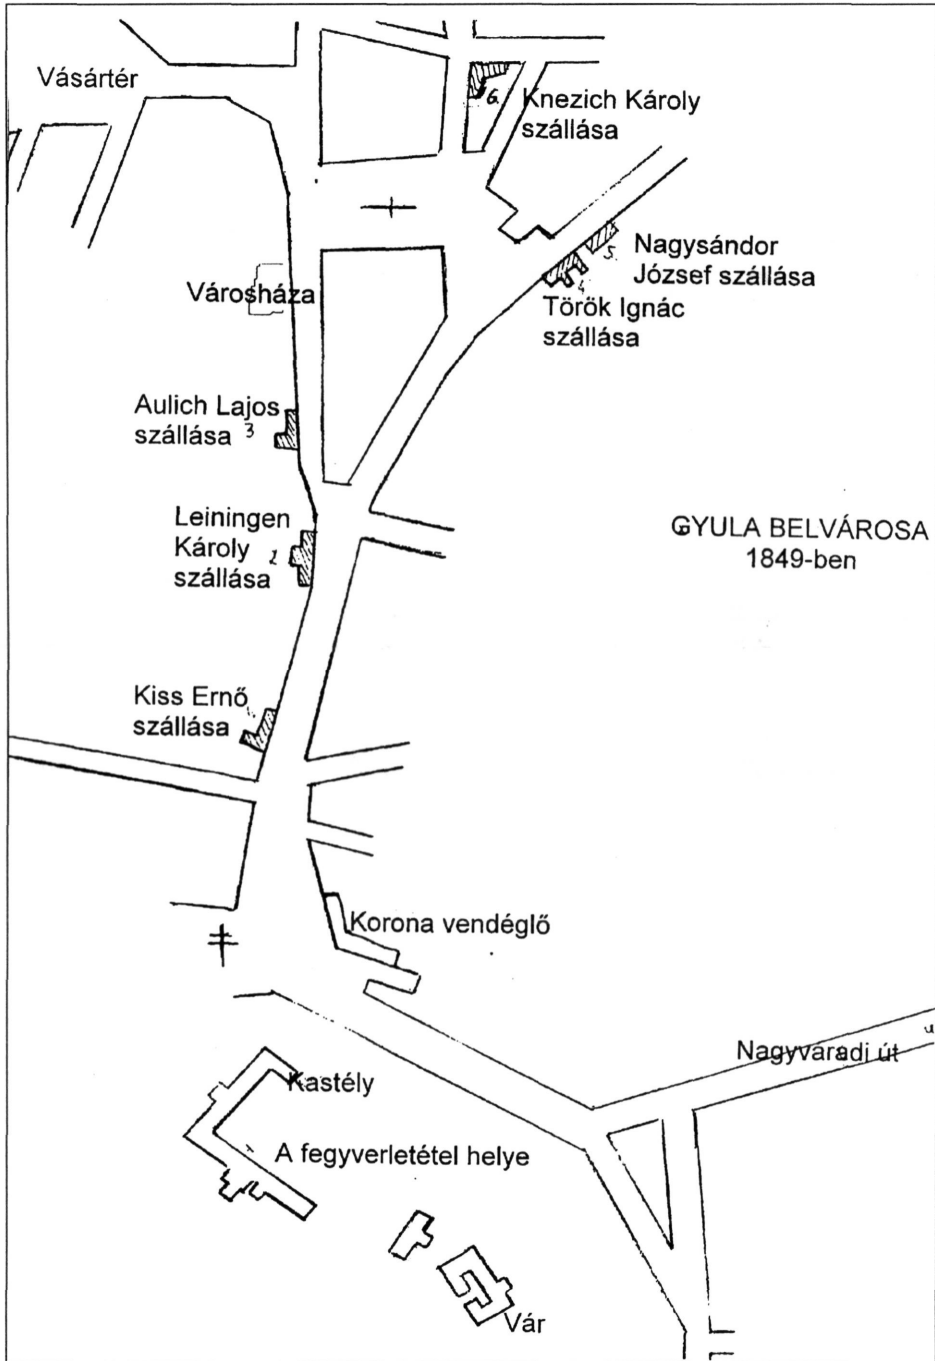 Vásártér
6.
Knezich Károly
szállása
5.
Nagysándor
József szállása
4
Török Ignác
szállása
Városháza
Aulich Lajos
szállása 3
Leiningen
Károly 2
szállása
GYULA BELVÁROSA
1849-ben
Kiss Ernő
szállása
Korona vendéglő
Nagyváradi út
Kastély
A fegyverletétel helye
Vár